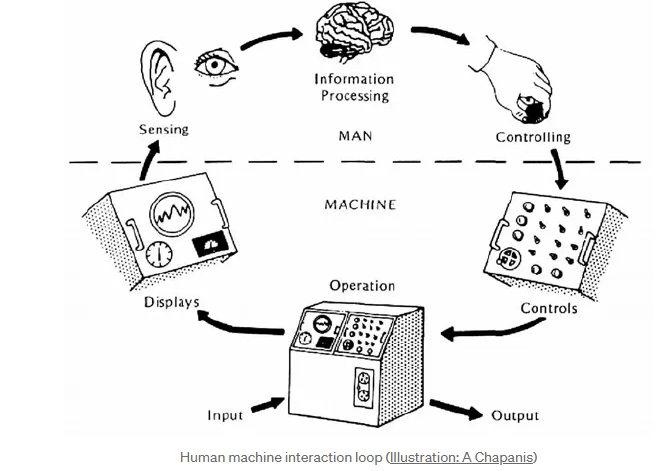 Information
Processing
Sensing
MAN
Controlling
MACHINE
Operation
Displays
Controls
Input
Output
Human machine interaction loop (Illustration: A Chapanis)